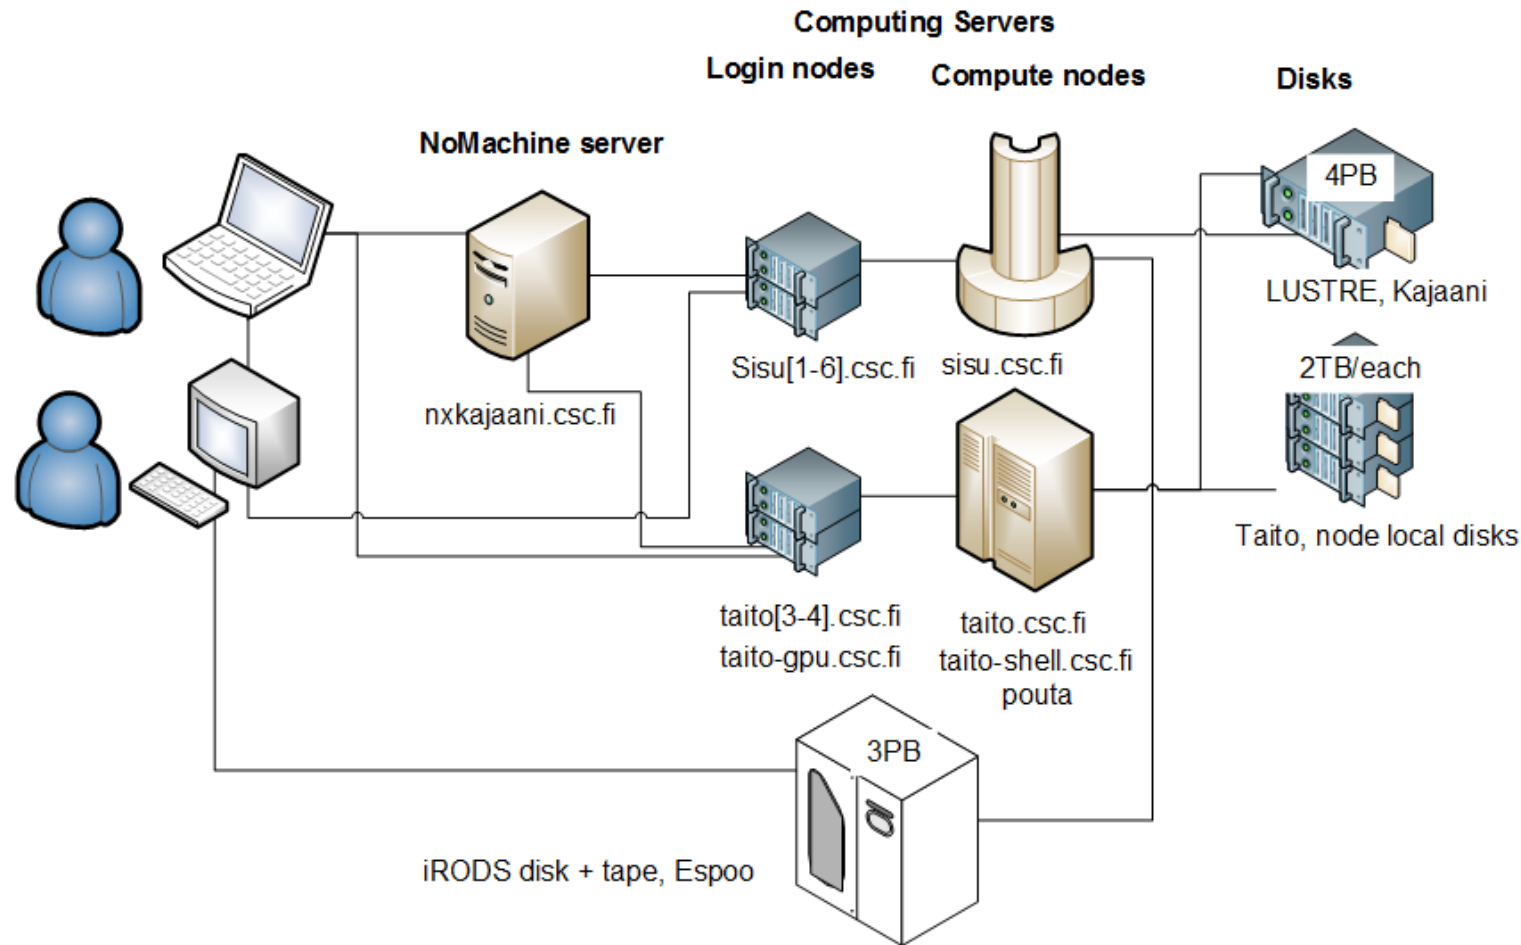 Computing Servers
Login nodes
Compute nodes
Disks
NoMachine server
4PB
LUSTRE, Kajaani
Sisu[1-6].csc.fi
sisu.csc.fi
2TB/each
nxkajaani.csc.fi
Taito, node local disks
taito[3-4].csc.fi
taito-gpu.csc.fi
taito.csc.fi
taito-shell.csc.fi
pouta
3PB
iRODS disk + tape, Espoo